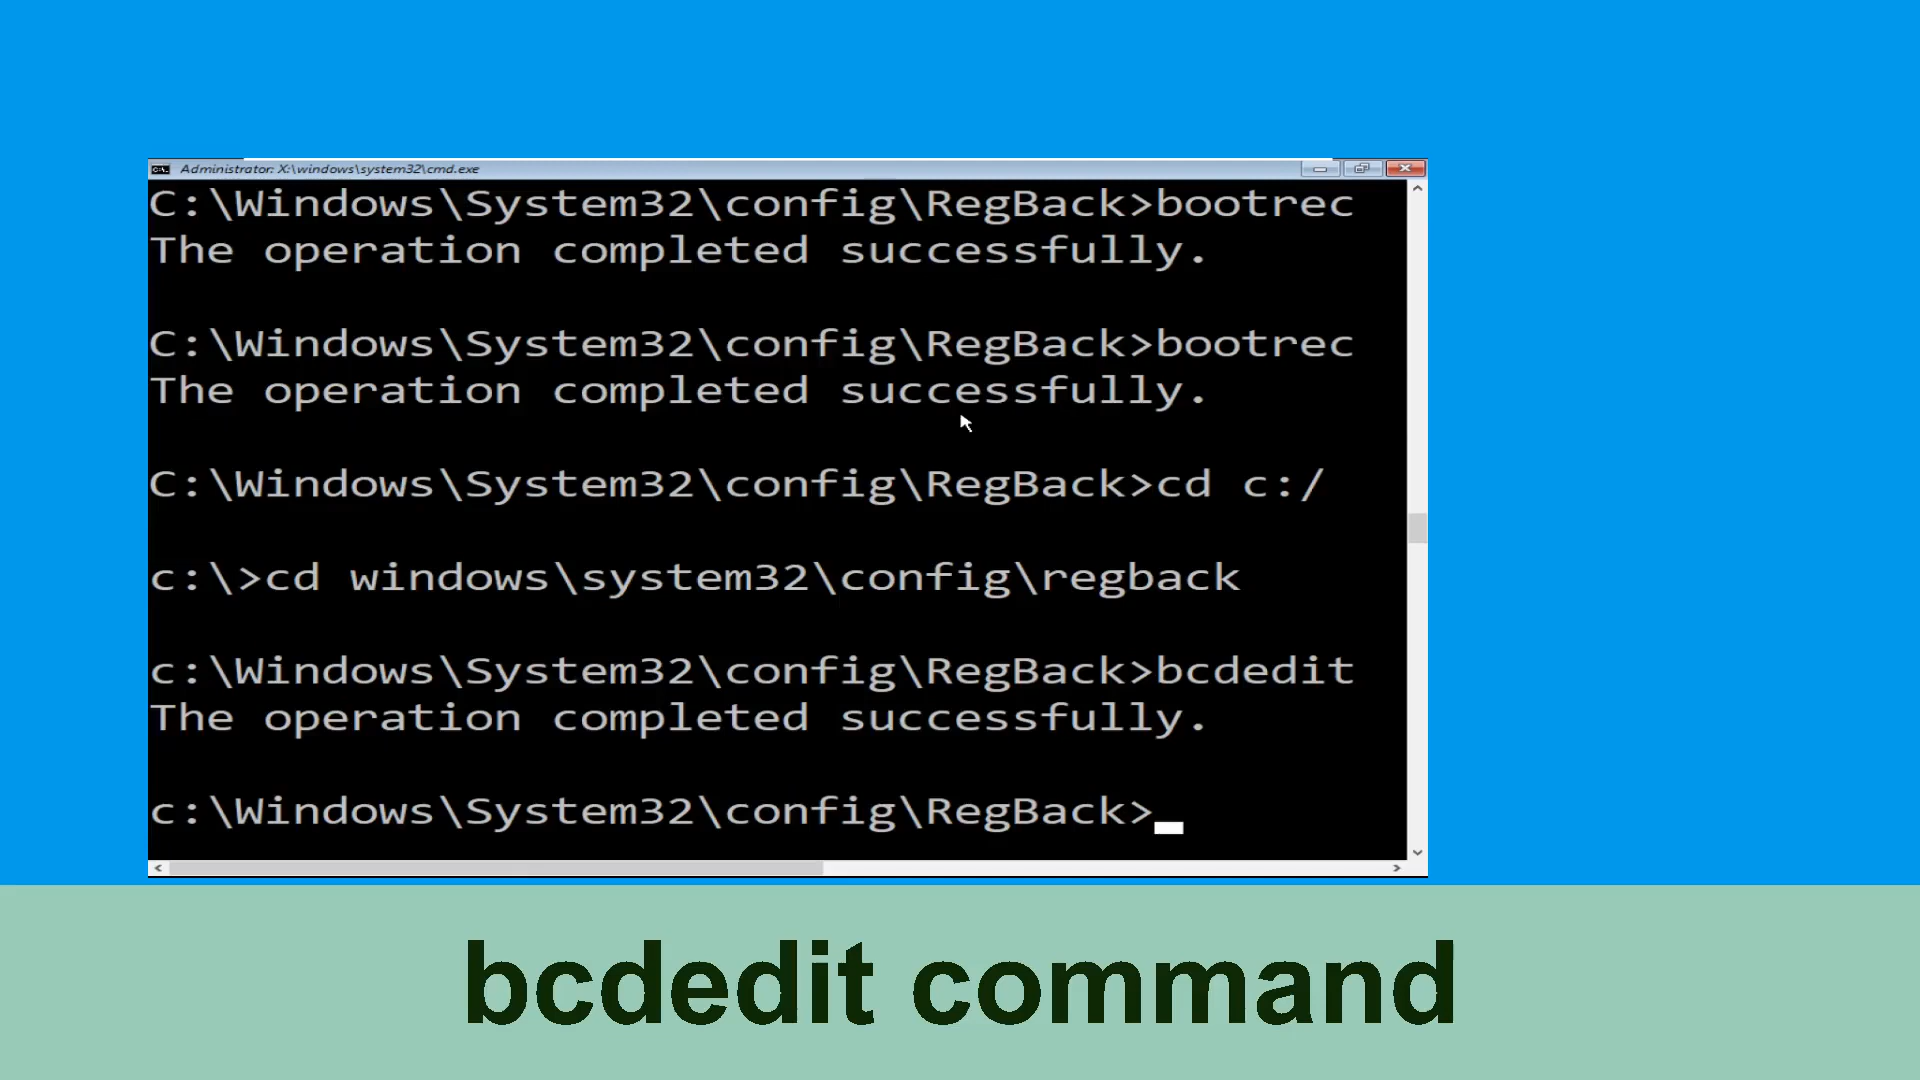 Administrator: X:\windows\system32\cmd.exe
C:\Windows\System32\config\RegBack>bootrec
The operation completed successfully.
C:\Windows\System32\config\RegBack>bootrec
The operation completed successfully.
C:\Windows\System32\config\RegBack>cd c:/
c:\>cd windows\system32\config\regback
c:\Windows\System32\config\RegBack>bcdedit
The operation completed successfully.
c:\Windows\System32\config\RegBack>
bcdedit command